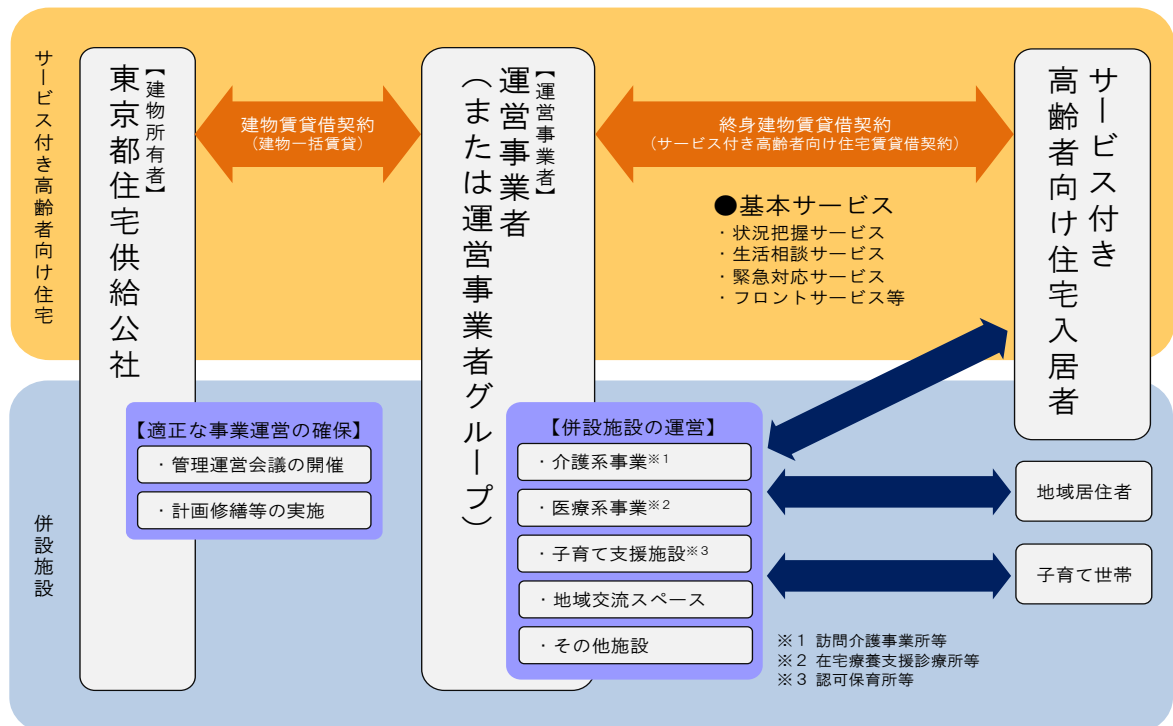 サービス付き高齢者向け住宅
【建物所有者】
東京都住宅供給公社
建物賃貸借契約
(建物一括賃貸)
【運営事業者】
運営事業者
(または運営事業者グループ)
終身建物賃貸借契約
(サービス付き高齢者向け住宅賃貸借契約)
●基本サービス
・状況把握サービス
・生活相談サービス
・緊急対応サービス
・フロントサービス等
サービス付き
高齢者向け住宅入居者
併設施設
【適正な事業運営の確保】
・管理運営会議の開催
・計画修繕等の実施
【併設施設の運営】
・介護系事業※1
・医療系事業※2
・子育て支援施設※3
・地域交流スペース
・その他施設
地域居住者
子育て世帯
※1 訪問介護事業所等
※2 在宅療養支援診療所等
※3 認可保育所等